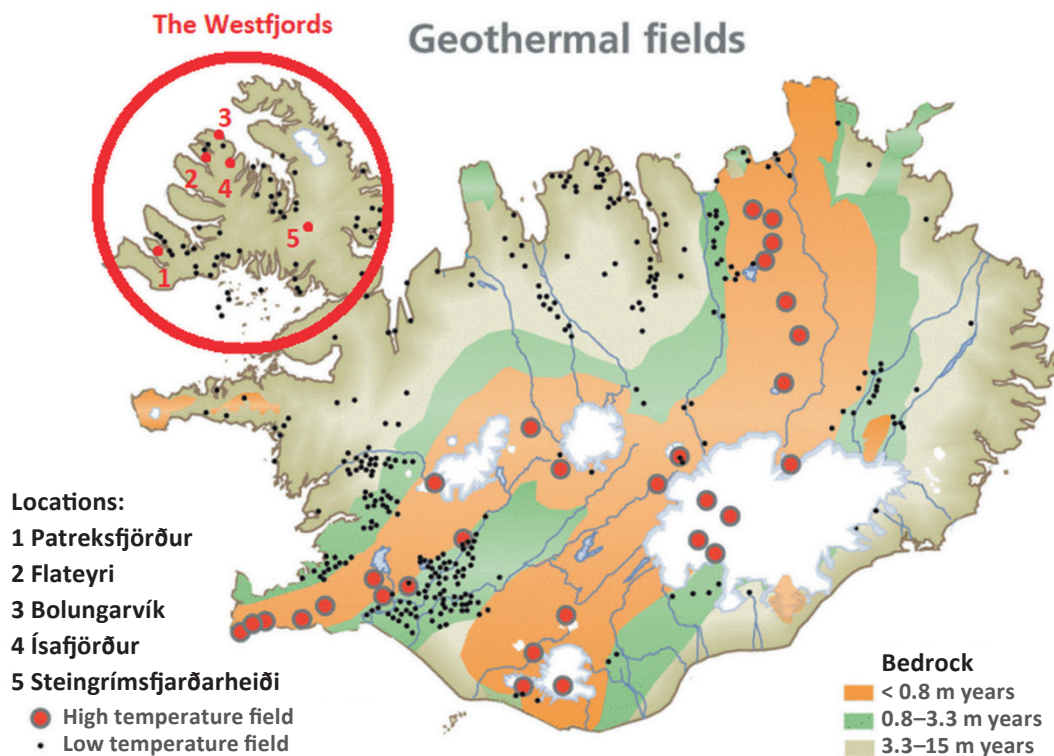 The Westfjords
Geothermal fields
3
2
4
5
1
Locations:
1 Patreksfjörður
2 Flateyri
3 Bolungarvík
4 Ísafjörður
5 Steingrímsfjarðarheiði
High temperature field
Low temperature field
Bedrock
< 0.8 m years
0.8–3.3 m years
3.3–15 m years